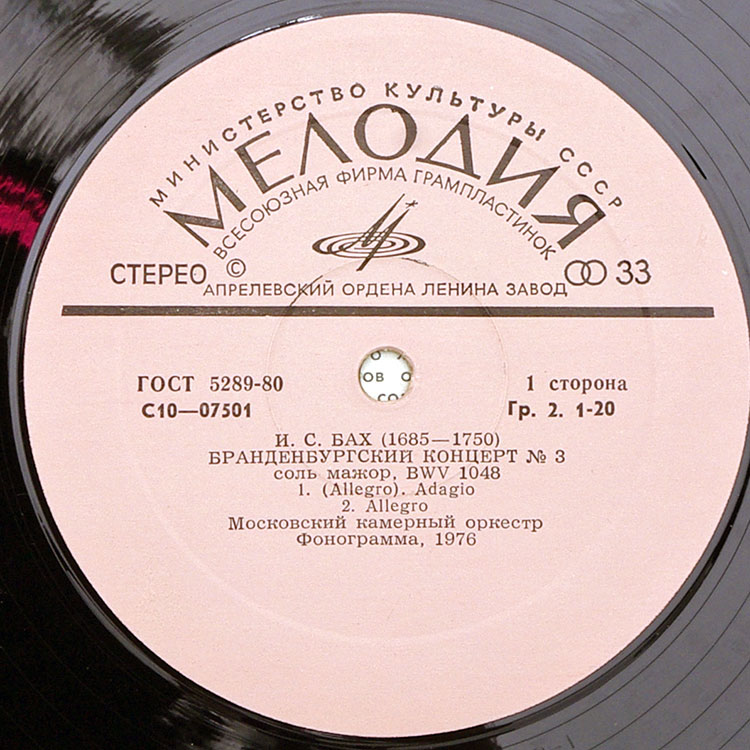 МИНИСТЕРСТВО КУЛЬТУРЫ СССР
МЕЛОДИЯ
ВСЕСОЮЗНАЯ ФИРМА ГРАМПЛАСТИНОК
СТЕРЕО © 33
АПРЕЛЕВСКИЙ ОРДЕНА ЛЕНИНА ЗАВОД
ГОСТ 5289-80 1 сторона
С10—07501 Гр. 2. 1-20
И. С. БАХ (1685—1750)
БРАНДЕНБУРГСКИЙ КОНЦЕРТ № 3
соль мажор, BWV 1048
1. (Allegro). Adagio
2. Allegro
Московский камерный оркестр
Фонограмма, 1976